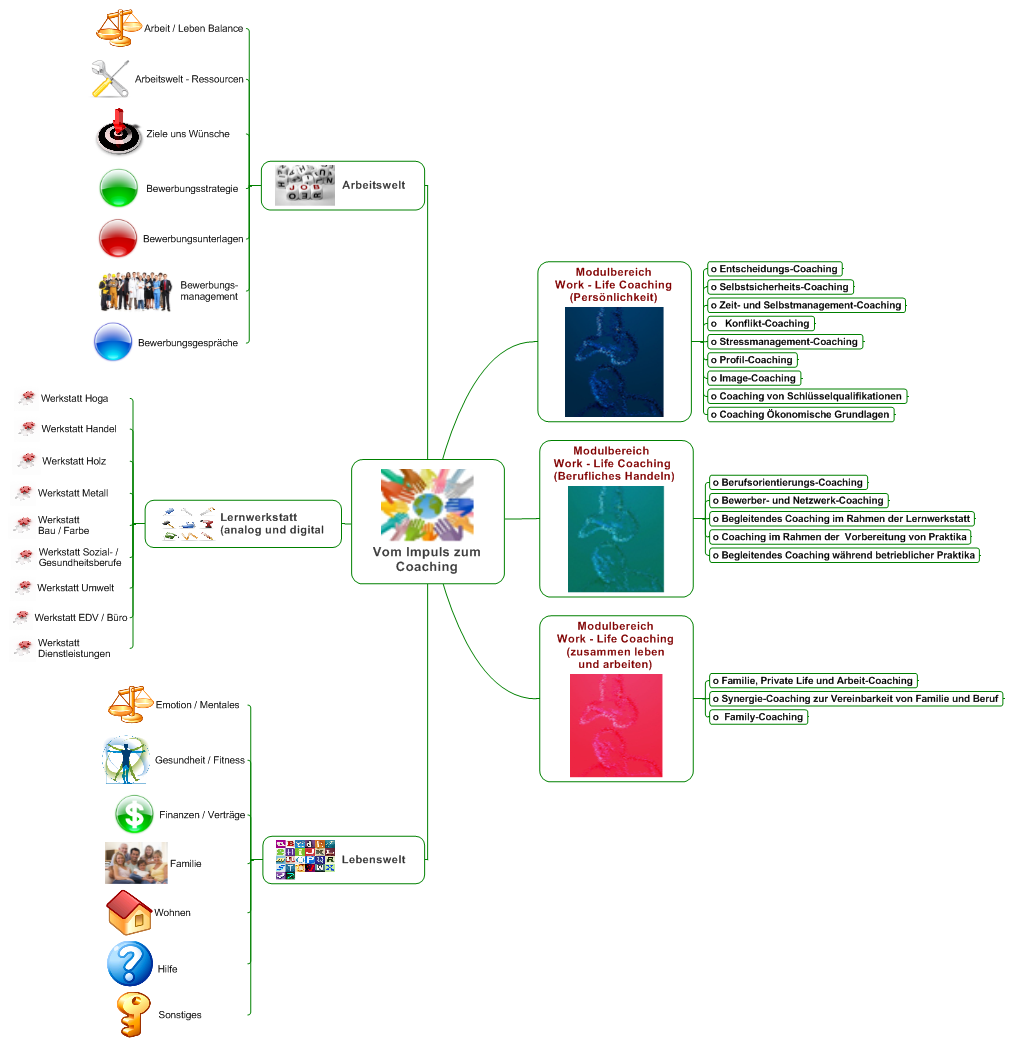 Arbeit / Leben Balance
Arbeitswelt - Ressourcen
Ziele uns Wünsche
Bewerbungsstrategie
Bewerbungsunterlagen
Bewerbungs-
management
Bewerbungsgespräche
JOB
Arbeitswelt
Werkstatt Hoga
Werkstatt Handel
Werkstatt Holz
Werkstatt Metall
Werkstatt
Bau / Farbe
Werkstatt Sozial- /
Gesundheitsberufe
Werkstatt Umwelt
Werkstatt EDV / Büro
Werkstatt
Dienstleistungen
Lernwerkstatt
(analog und digital
Emotion / Mentales
Gesundheit / Fitness
$
Finanzen / Verträge
Familie
Wohnen
?
Hilfe
Sonstiges
Lebenswelt
Vom Impuls zum
Coaching
Modulbereich
Work - Life Coaching
(Persönlichkeit)
o Entscheidungs-Coaching
o Selbstsicherheits-Coaching
o Zeit- und Selbstmanagement-Coaching
o Konflikt-Coaching
o Stressmanagement-Coaching
o Profil-Coaching
o Image-Coaching
o Coaching von Schlüsselqualifikationen
o Coaching Ökonomische Grundlagen
Modulbereich
Work - Life Coaching
(Berufliches Handeln)
o Berufsorientierungs-Coaching
o Bewerber- und Netzwerk-Coaching
o Begleitendes Coaching im Rahmen der Lernwerkstatt
o Coaching im Rahmen der Vorbereitung von Praktika
o Begleitendes Coaching während betrieblicher Praktika
Modulbereich
Work - Life Coaching
(zusammen leben
und arbeiten)
o Familie, Private Life und Arbeit-Coaching
o Synergie-Coaching zur Vereinbarkeit von Familie und Beruf
o Family-Coaching